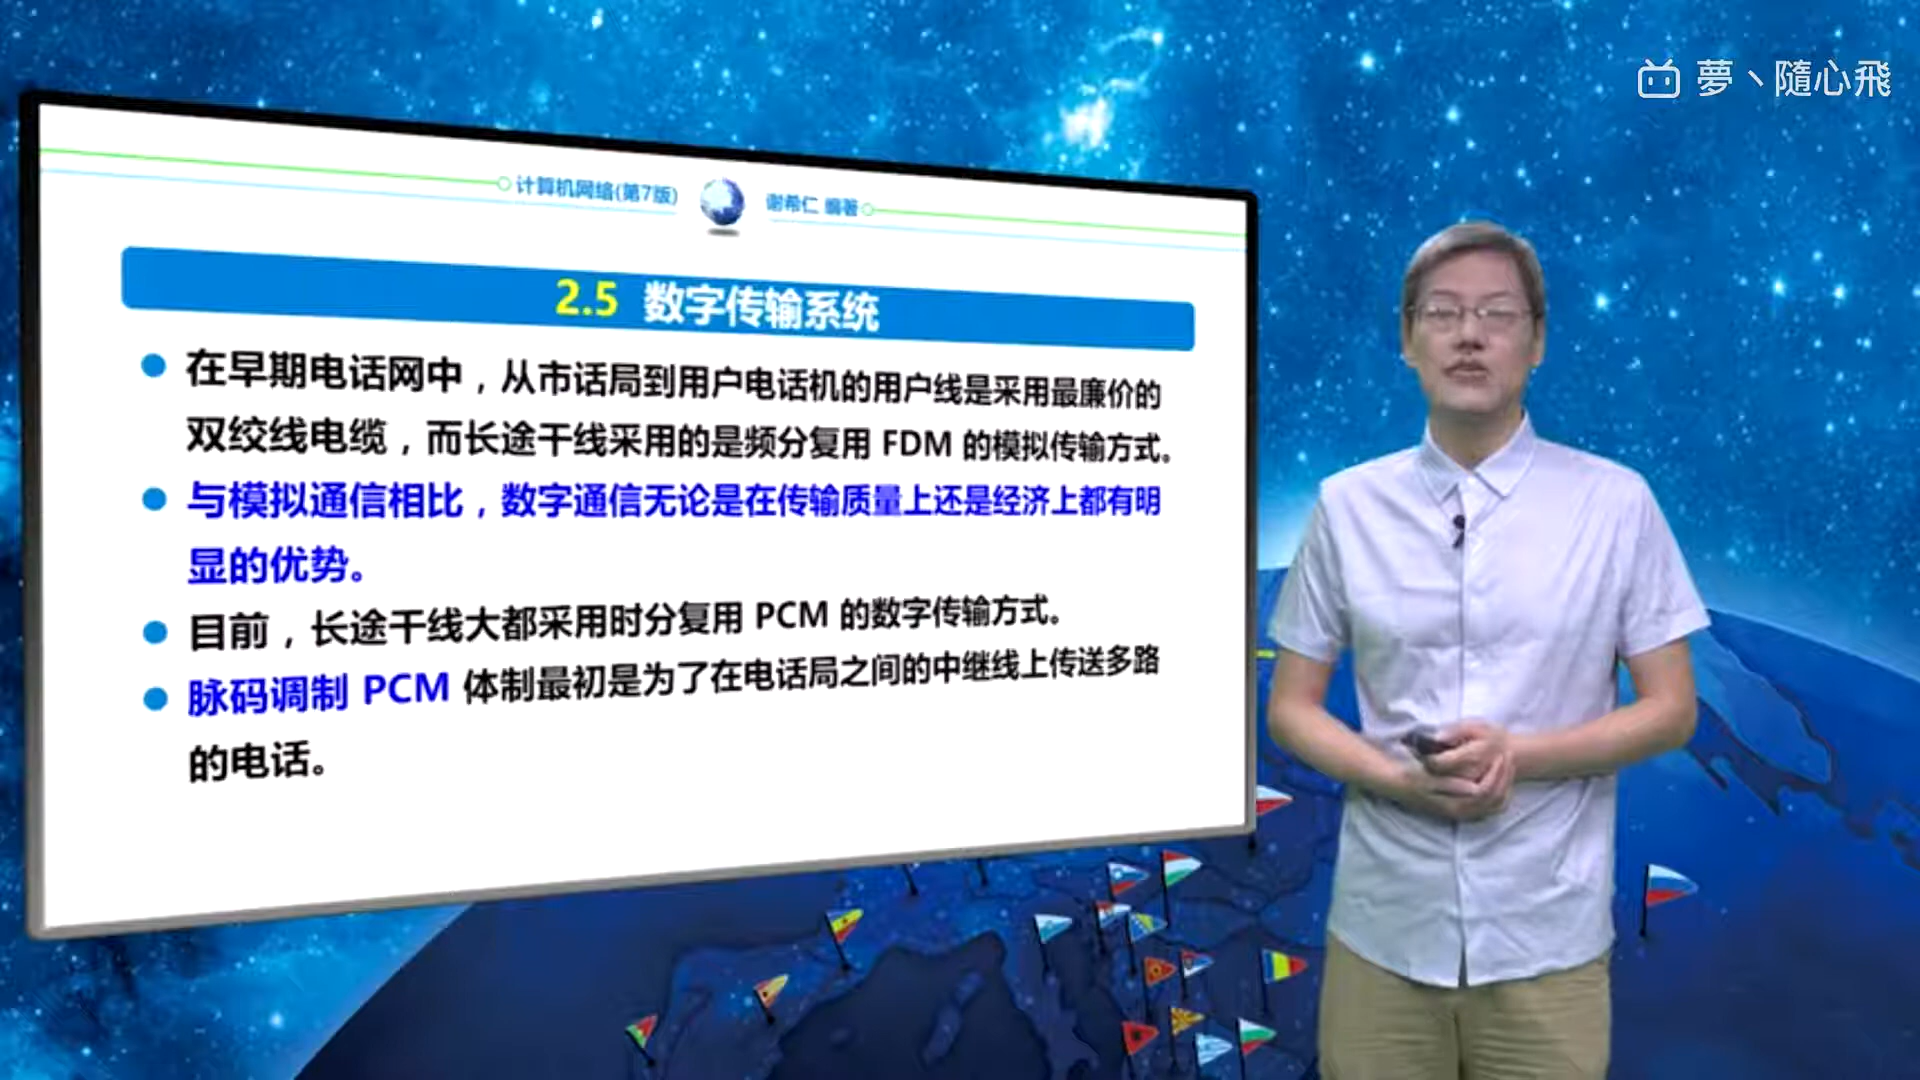 夢丶隨心飛
计算机网络(第7版) 谢希仁 编著
2.5 数字传输系统
在早期电话网中，从市话局到用户电话机的用户线是采用最廉价的
双绞线电缆，而长途干线采用的是频分复用 FDM 的模拟传输方式。
与模拟通信相比，数字通信无论是在传输质量上还是经济上都有明
显的优势。
目前，长途干线大都采用时分复用 PCM 的数字传输方式。
脉码调制 PCM 体制最初是为了在电话局之间的中继线上传送多路
的电话。